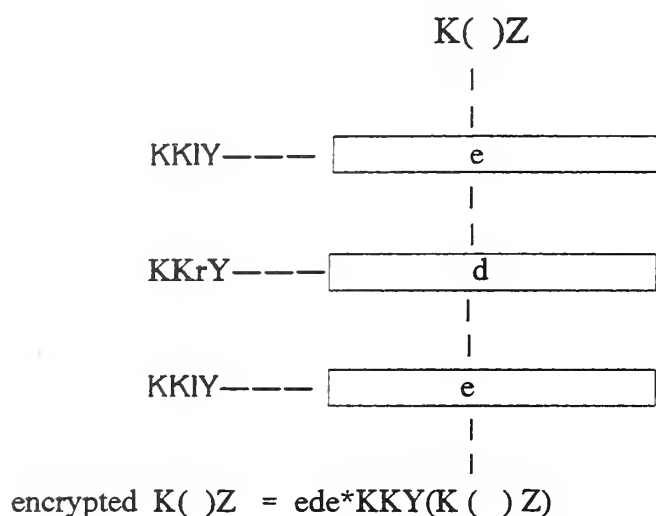 K( )Z
KKlY
e
KKrY
d
KKlY
e
encrypted K( )Z = ede*KKY(K ( ) Z)